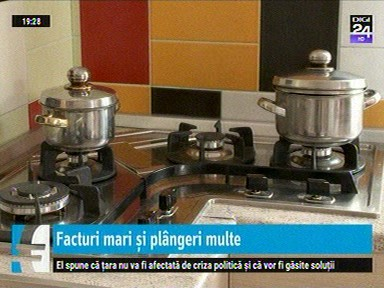 19:28
DIGI
24
HD
Facturi mari și plângeri multe
El spune că țara nu va fi afectată de criza politică și că vor fi găsite soluții